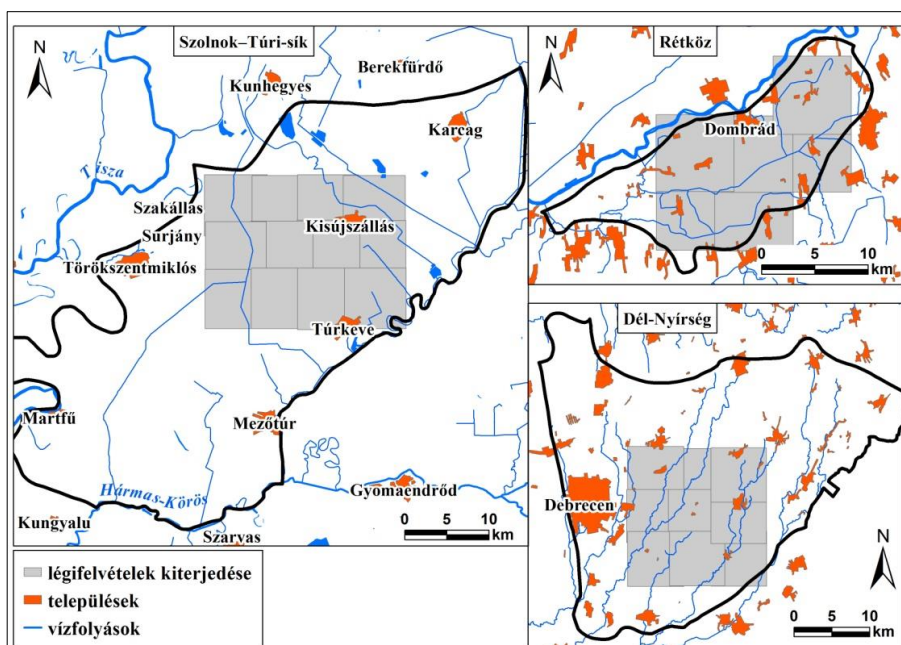 Szolnok–Túri-sík
N
Berekfürdő
Kunhegyes
Karcag
Tisza
Szakállas
Surjány
Kisújszállás
Törökszentmiklós
Túrkeve
Martfű
Mezőtúr
Hármas-Körös
Gyomaendrőd
Kungyalu
Szarvas
0 5 10
km
légifelvételek kiterjedése
települések
vízfolyások
Rétköz
N
Dombrád
0 5 10
km
Dél-Nyírség
Debrecen
N
0 5 10
km